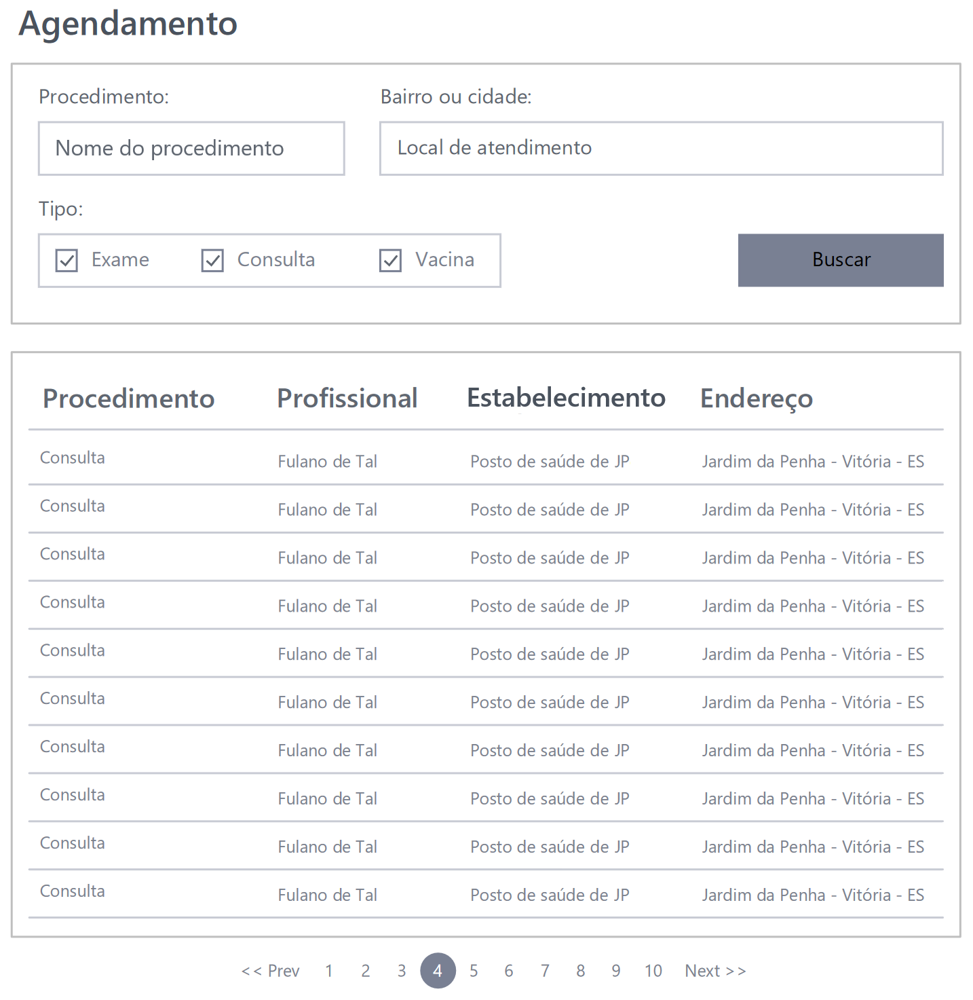 Agendamento
Procedimento: Bairro ou cidade:
Nome do procedimento Local de atendimento
Tipo:
Exame Consulta Vacina Buscar
Procedimento Profissional Estabelecimento Endereço
Consulta Fulano de Tal Posto de saúde de JP Jardim da Penha - Vitória - ES
Consulta Fulano de Tal Posto de saúde de JP Jardim da Penha - Vitória - ES
Consulta Fulano de Tal Posto de saúde de JP Jardim da Penha - Vitória - ES
Consulta Fulano de Tal Posto de saúde de JP Jardim da Penha - Vitória - ES
Consulta Fulano de Tal Posto de saúde de JP Jardim da Penha - Vitória - ES
Consulta Fulano de Tal Posto de saúde de JP Jardim da Penha - Vitória - ES
Consulta Fulano de Tal Posto de saúde de JP Jardim da Penha - Vitória - ES
Consulta Fulano de Tal Posto de saúde de JP Jardim da Penha - Vitória - ES
Consulta Fulano de Tal Posto de saúde de JP Jardim da Penha - Vitória - ES
Consulta Fulano de Tal Posto de saúde de JP Jardim da Penha - Vitória - ES
<< Prev 1 2 3 4 5 6 7 8 9 10 Next >>